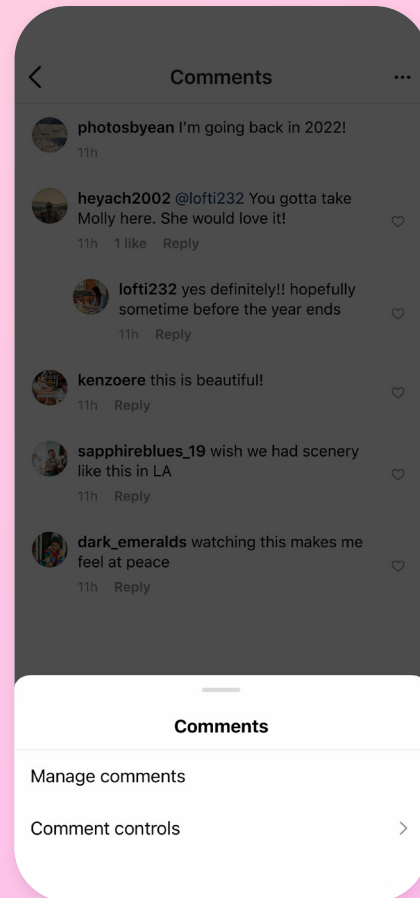 Comments
photosbyean I'm going back in 2022!
11h
heyach2002 @lofti232 You gotta take
Molly here. She would love it!
11h 1 like Reply
lofti232 yes definitely!! hopefully
sometime before the year ends
11h Reply
kenzoere this is beautiful!
11h Reply
sapphireblues_19 wish we had scenery
like this in LA
11h Reply
dark_emeralds watching this makes me
feel at peace
11h Reply
Comments
Manage comments
Comment controls